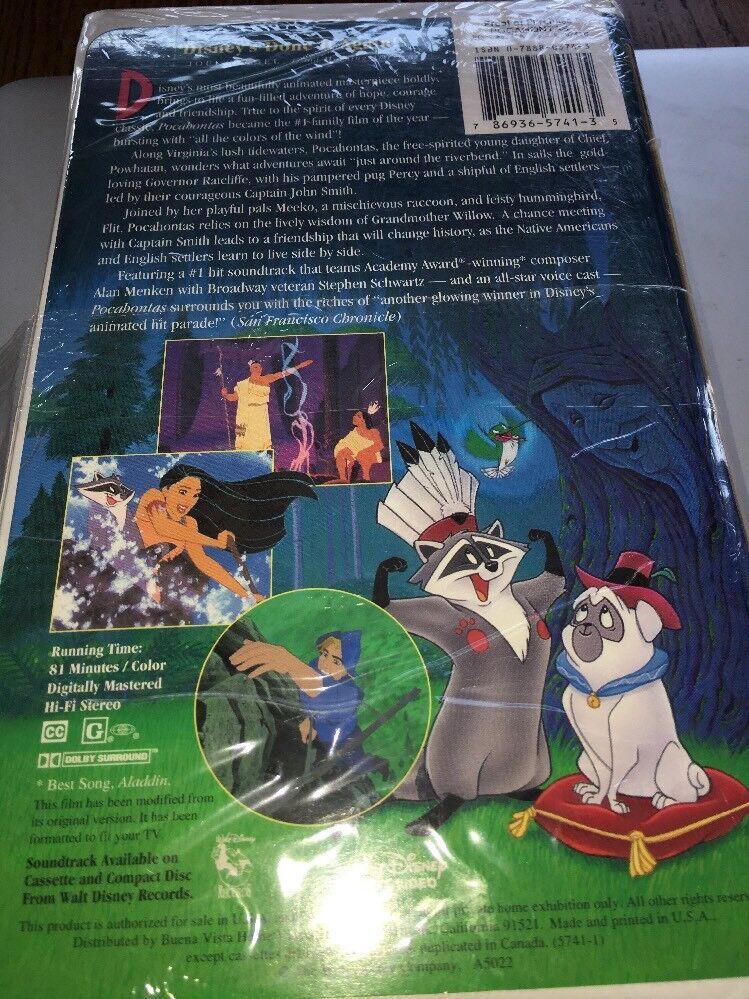 Disney's Done It Again!
ISBN 0-7888-
7 86936-5741-3 5
Disney's most beautifully animated masterpiece boldly
brings to life a fun-filled adventure of hope, courage
and friendship. True to the spirit of every Disney
classic, Pocahontas became the #1 family film of the year —
bursting with "all the colors of the wind"!
Along Virginia's lush tidewaters, Pocahontas, the free-spirited young daughter of Chief
Powhatan, wonders what adventures await "just around the riverbend." In sails the gold-
loving Governor Ratcliffe, with his pampered pug Percy and a shipful of English settlers
led by their courageous Captain John Smith.
Joined by her playful pals Meeko, a mischievous raccoon, and feisty hummingbird,
Flit, Pocahontas relies on the lively wisdom of Grandmother Willow. A chance meeting
with Captain Smith leads to a friendship that will change history, as the Native Americans
and English settlers learn to live side by side.
Featuring a #1 hit soundtrack that teams Academy Award*-winning* composer
Alan Menken with Broadway veteran Stephen Schwartz — and an all-star voice cast —
Pocahontas surrounds you with the riches of "another glowing winner in Disney's
animated hit parade!" (San Francisco Chronicle)
Running Time:
81 Minutes / Color
Digitally Mastered
Hi-Fi Stereo
CC G
DOLBY SURROUND
* Best Song, Aladdin.
This film has been modified from
its original version. It has been
formatted to fit your TV.
Soundtrack Available on
Cassette and Compact Disc
From Walt Disney Records.
Walt Disney
This product is authorized for sale in home exhibition only. All other rights reserved
Distributed by Buena Vista California 91521. Made and printed in U.S.A.,
except cassettes replicated in Canada. (5741-1)
Company. A5022